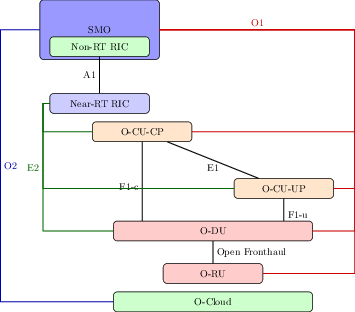 O1
SMO
Non-RT RIC
A1
Near-RT RIC
O-CU-CP
O2
E2
E1
F1-c
O-CU-UP
F1-u
O-DU
Open Fronthaul
O-RU
O-Cloud